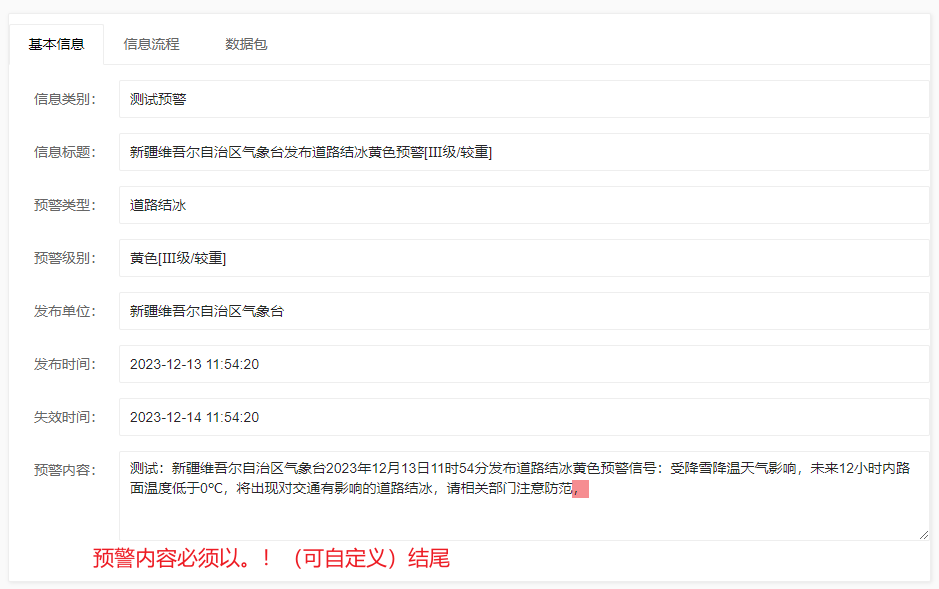 基本信息 信息流程 数据包
信息类别： 测试预警
信息标题： 新疆维吾尔自治区气象台发布道路结冰黄色预警[III级/较重]
预警类型： 道路结冰
预警级别： 黄色[III级/较重]
发布单位： 新疆维吾尔自治区气象台
发布时间： 2023-12-13 11:54:20
失效时间： 2023-12-14 11:54:20
预警内容： 测试：新疆维吾尔自治区气象台2023年12月13日11时54分发布道路结冰黄色预警信号：受降雪降温天气影响，未来12小时内路
面温度低于0℃，将出现对交通有影响的道路结冰，请相关部门注意防范，
预警内容必须以。！（可自定义）结尾